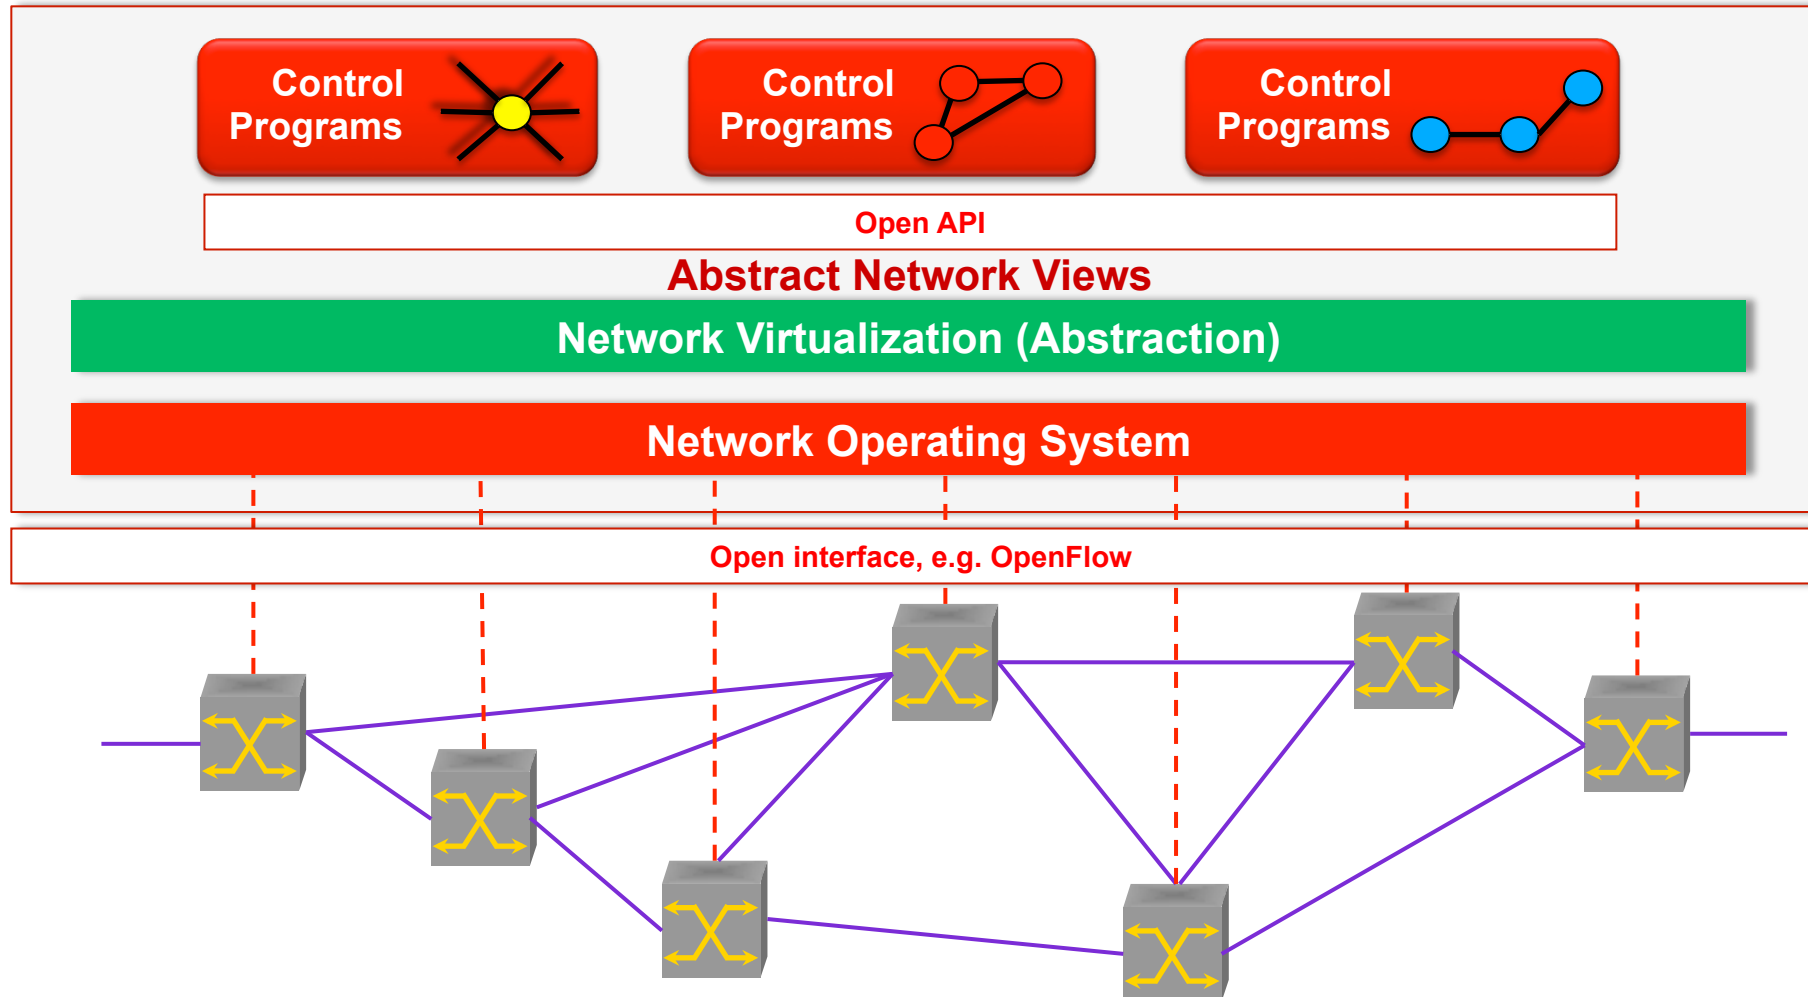 Control
Programs
Control
Programs
Control
Programs
Open API
Abstract Network Views
Network Virtualization (Abstraction)
Network Operating System
Open interface, e.g. OpenFlow